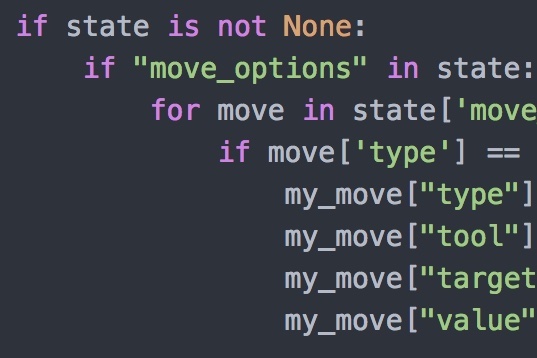 if state is not None:
if "move_options" in state:
for move in state['move
if move['type'] ==
my_move["type"]
my_move["tool"]
my_move["target
my_move["value"